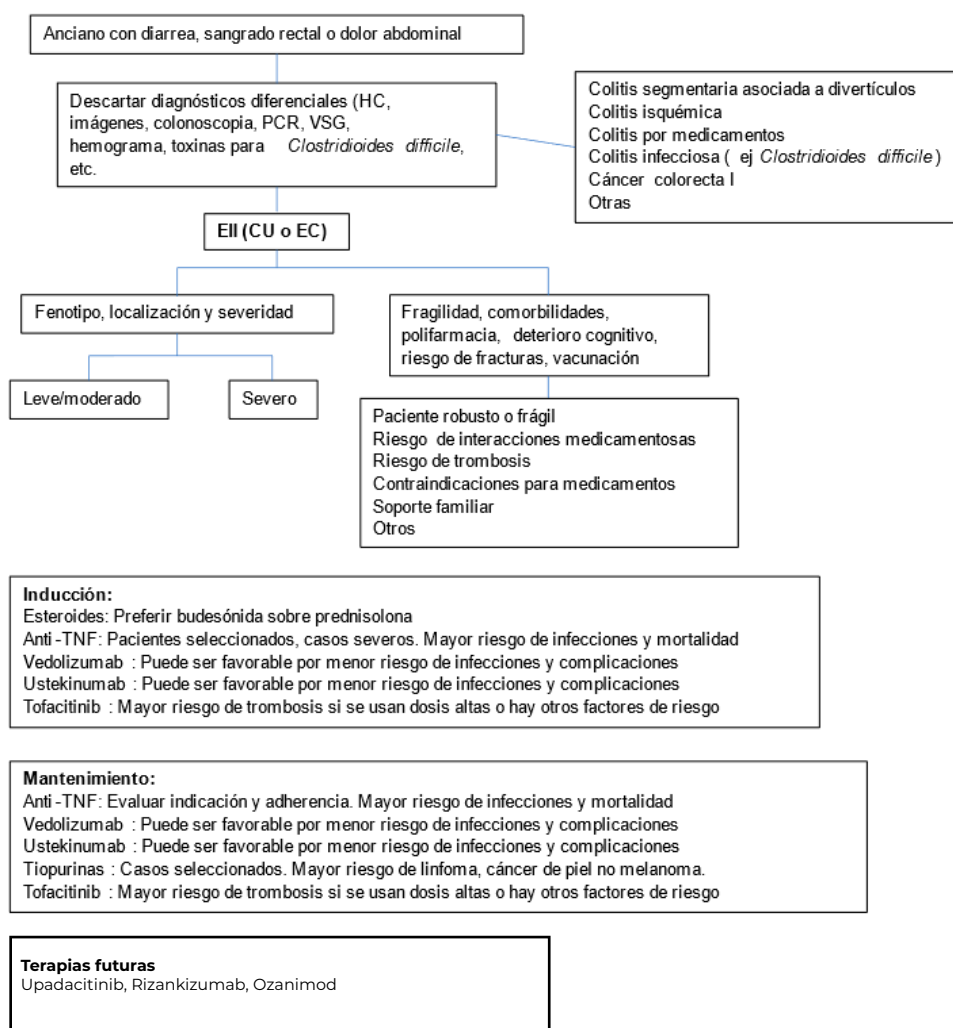 Anciano con diarrea, sangrado rectal o dolor abdominal
Descartar diagnósticos diferenciales (HC,
imágenes, colonoscopia, PCR, VSG,
hemograma, toxinas para Clostridioides difficile,
etc.
Colitis segmentaria asociada a divertículos
Colitis isquémica
Colitis por medicamentos
Colitis infecciosa ( ej Clostridioides difficile )
Cáncer colorecta l
Otras
EII (CU o EC)
Fenotipo, localización y severidad
Leve/moderado
Severo
Fragilidad, comorbilidades,
polifarmacia, deterioro cognitivo,
riesgo de fracturas, vacunación
Paciente robusto o frágil
Riesgo de interacciones medicamentosas
Riesgo de trombosis
Contraindicaciones para medicamentos
Soporte familiar
Otros
Inducción:
Esteroides: Preferir budesónida sobre prednisolona
Anti -TNF: Pacientes seleccionados, casos severos. Mayor riesgo de infecciones y mortalidad
Vedolizumab : Puede ser favorable por menor riesgo de infecciones y complicaciones
Ustekinumab : Puede ser favorable por menor riesgo de infecciones y complicaciones
Tofacitinib : Mayor riesgo de trombosis si se usan dosis altas o hay otros factores de riesgo
Mantenimiento:
Anti -TNF: Evaluar indicación y adherencia. Mayor riesgo de infecciones y mortalidad
Vedolizumab : Puede ser favorable por menor riesgo de infecciones y complicaciones
Ustekinumab : Puede ser favorable por menor riesgo de infecciones y complicaciones
Tiopurinas : Casos seleccionados. Mayor riesgo de linfoma, cáncer de piel no melanoma.
Tofacitinib : Mayor riesgo de trombosis si se usan dosis altas o hay otros factores de riesgo
Terapias futuras
Upadacitinib, Rizankizumab, Ozanimod